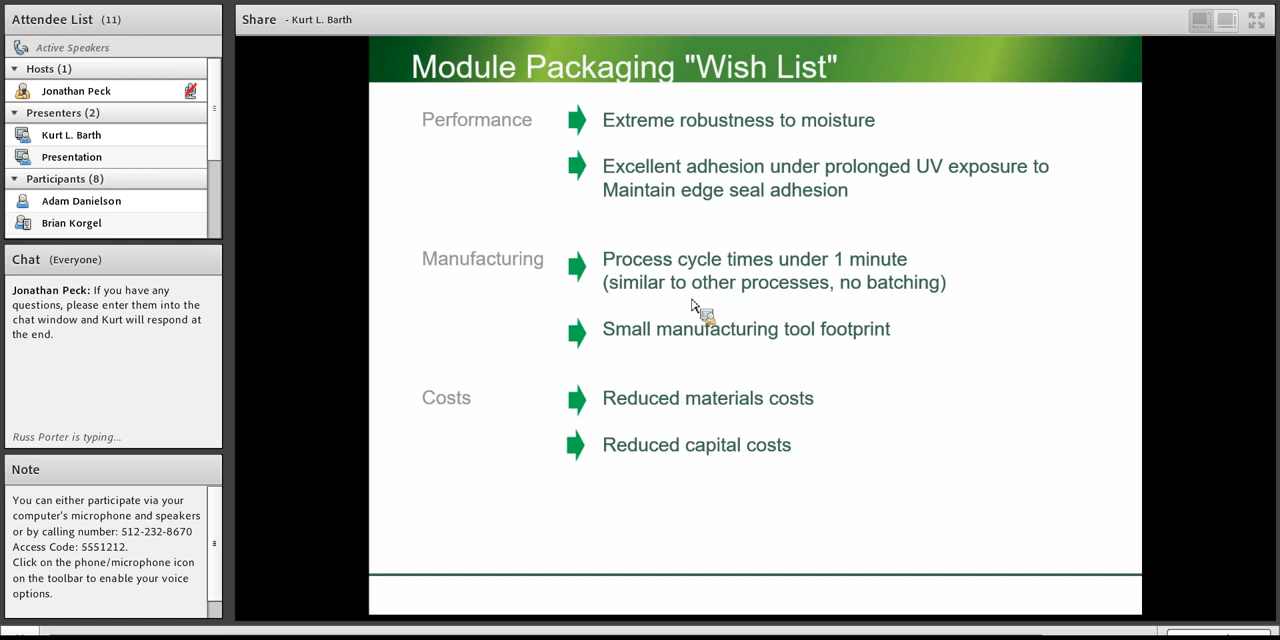 Attendee List (11)
Active Speakers
Hosts (1)
Jonathan Peck
Presenters (2)
Kurt L. Barth
Presentation
Participants (8)
Adam Danielson
Brian Korgel
Chat (Everyone)
Jonathan Peck: If you have any
questions, please enter them into the
chat window and Kurt will respond at
the end.
Russ Porter is typing...
Note
You can either participate via your
computer's microphone and speakers
or by calling number: 512-232-8670
Access Code: 5551212.
Click on the phone/microphone icon
on the toolbar to enable your voice
options.
Share - Kurt L. Barth
Module Packaging "Wish List"
Performance
Extreme robustness to moisture
Excellent adhesion under prolonged UV exposure to
Maintain edge seal adhesion
Manufacturing
Process cycle times under 1 minute
(similar to other processes, no batching)
Small manufacturing tool footprint
Costs
Reduced materials costs
Reduced capital costs